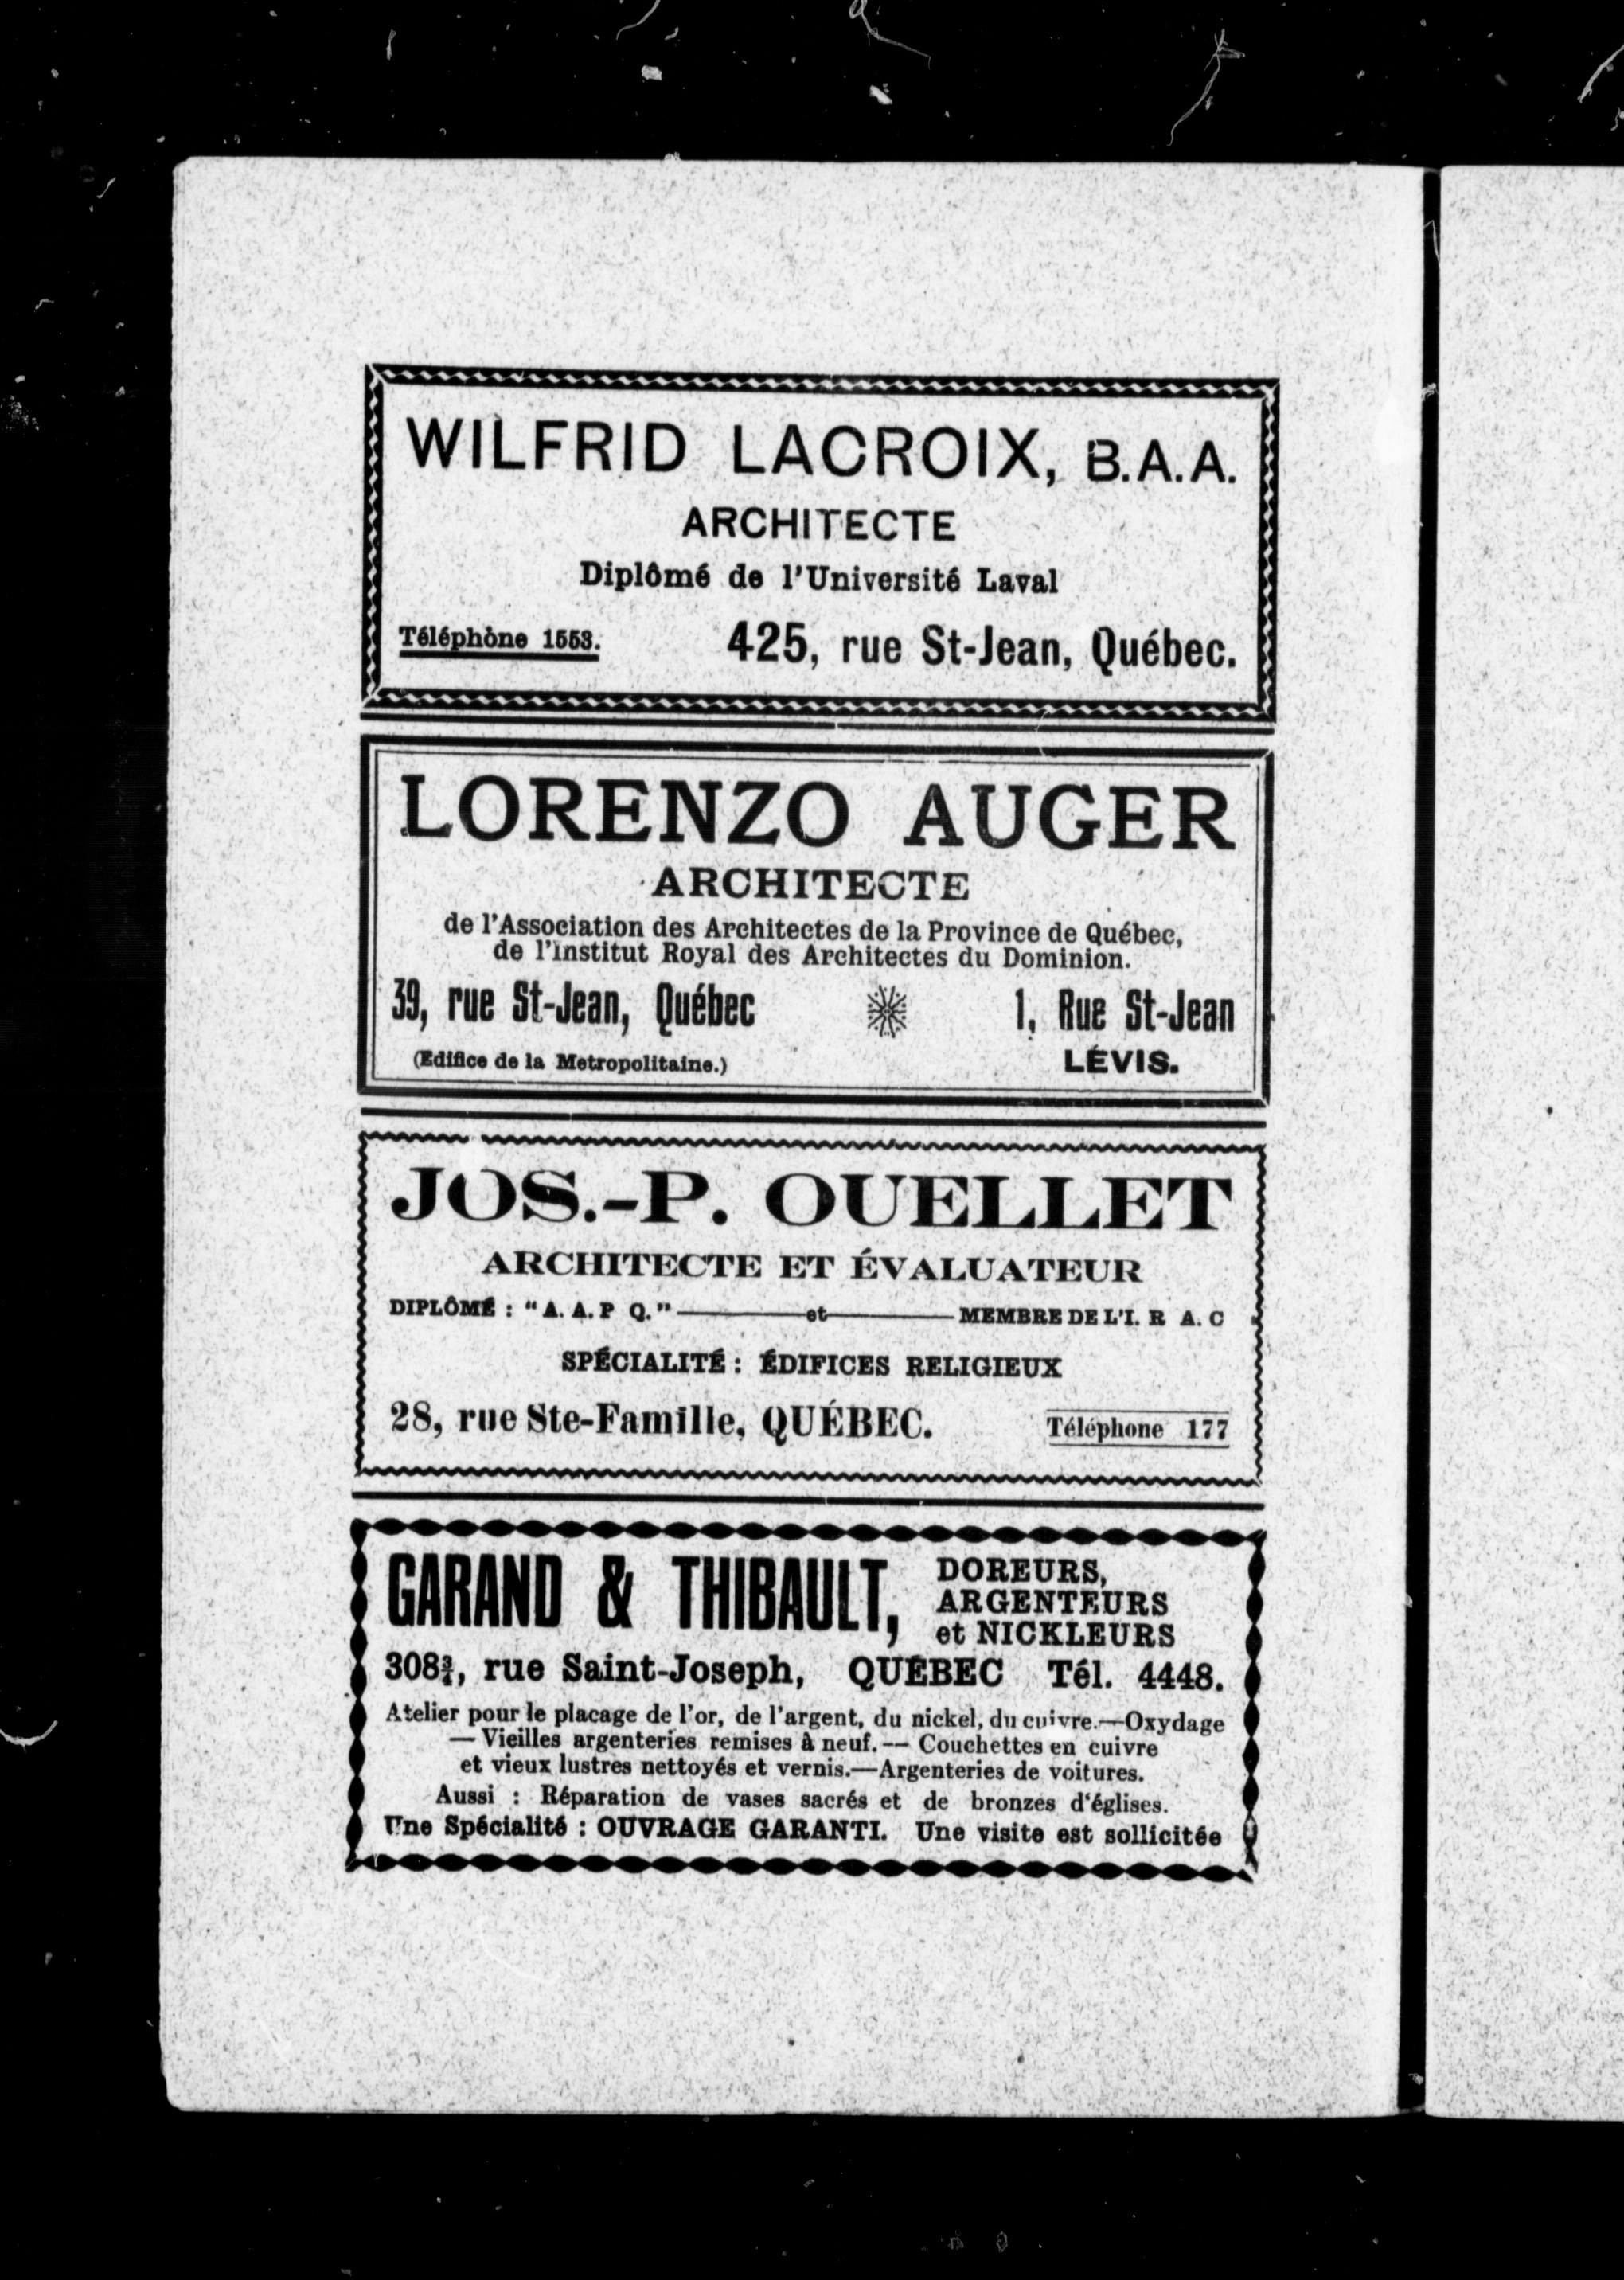 WILFRID LACROIX, B.A.A.
ARCHITECTE
Diplômé de l'Université Laval
Téléphone 1553. 425, rue St-Jean, Québec.
LORENZO AUGER
ARCHITECTE
de l'Association des Architectes de la Province de Québec,
de l'Institut Royal des Architectes du Dominion.
39, rue St-Jean, Québec 1, Rue St-Jean
(Edifice de la Metropolitaine.) LÉVIS.
JOS.-P. OUELLET
ARCHITECTE ET ÉVALUATEUR
DIPLÔMÉ : "A. A. P Q."———et———MEMBRE DE L'I. R A. C
SPÉCIALITÉ : ÉDIFICES RELIGIEUX
28, rue Ste-Famille, QUÉBEC. Téléphone 177
GARAND & THIBAULT, DOREURS,
ARGENTEURS
et NICKLEURS
308¾, rue Saint-Joseph, QUÉBEC Tél. 4448.
Atelier pour le placage de l'or, de l'argent, du nickel, du cuivre.—Oxydage
— Vieilles argenteries remises à neuf.— Couchettes en cuivre
et vieux lustres nettoyés et vernis.—Argenteries de voitures.
Aussi : Réparation de vases sacrés et de bronzes d'églises.
Une Spécialité : OUVRAGE GARANTI. Une visite est sollicitée